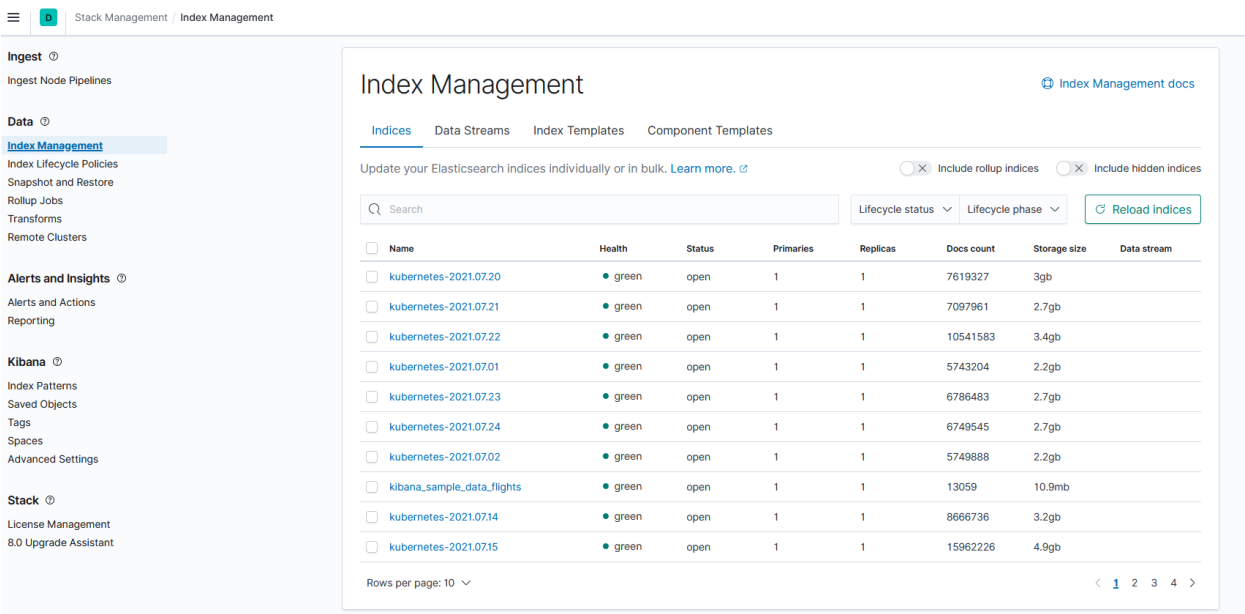 D Stack Management / Index Management
Ingest
Ingest Node Pipelines
Data
Index Management
Index Lifecycle Policies
Snapshot and Restore
Rollup Jobs
Transforms
Remote Clusters
Alerts and Insights
Alerts and Actions
Reporting
Kibana
Index Patterns
Saved Objects
Tags
Spaces
Advanced Settings
Stack
License Management
8.0 Upgrade Assistant
Index Management
Index Management docs
Indices Data Streams Index Templates Component Templates
Update your Elasticsearch indices individually or in bulk. Learn more. Include rollup indices Include hidden indices
Search Lifecycle status Lifecycle phase Reload indices
Name Health Status Primaries Replicas Docs count Storage size Data stream
kubernetes-2021.07.20 green open 1 1 7619327 3gb
kubernetes-2021.07.21 green open 1 1 7097961 2.7gb
kubernetes-2021.07.22 green open 1 1 10541583 3.4gb
kubernetes-2021.07.01 green open 1 1 5743204 2.2gb
kubernetes-2021.07.23 green open 1 1 6786483 2.7gb
kubernetes-2021.07.24 green open 1 1 6749545 2.7gb
kubernetes-2021.07.02 green open 1 1 5749888 2.2gb
kibana_sample_data_flights green open 1 1 13059 10.9mb
kubernetes-2021.07.14 green open 1 1 8666736 3.2gb
kubernetes-2021.07.15 green open 1 1 15962226 4.9gb
Rows per page: 10 1 2 3 4